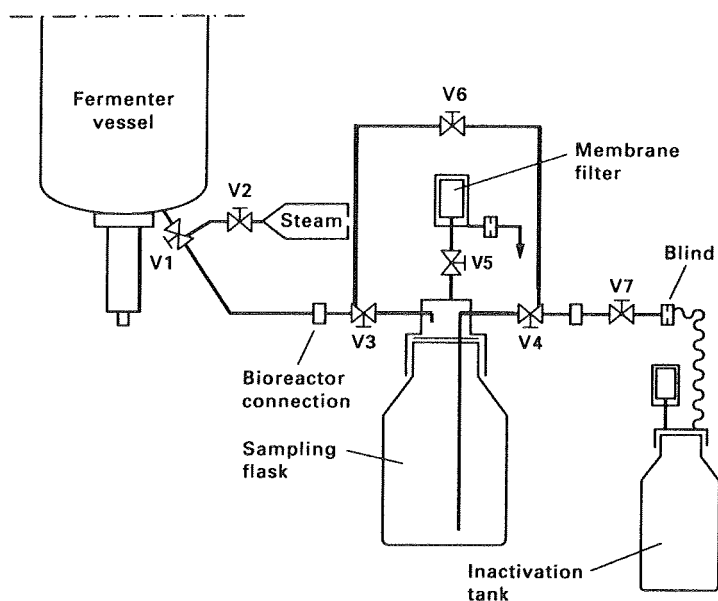 Fermenter
vessel
V6
Membrane
filter
V2
Steam
V1
V5
Blind
V7
V3
V4
Bioreactor
connection
Sampling
flask
Inactivation
tank